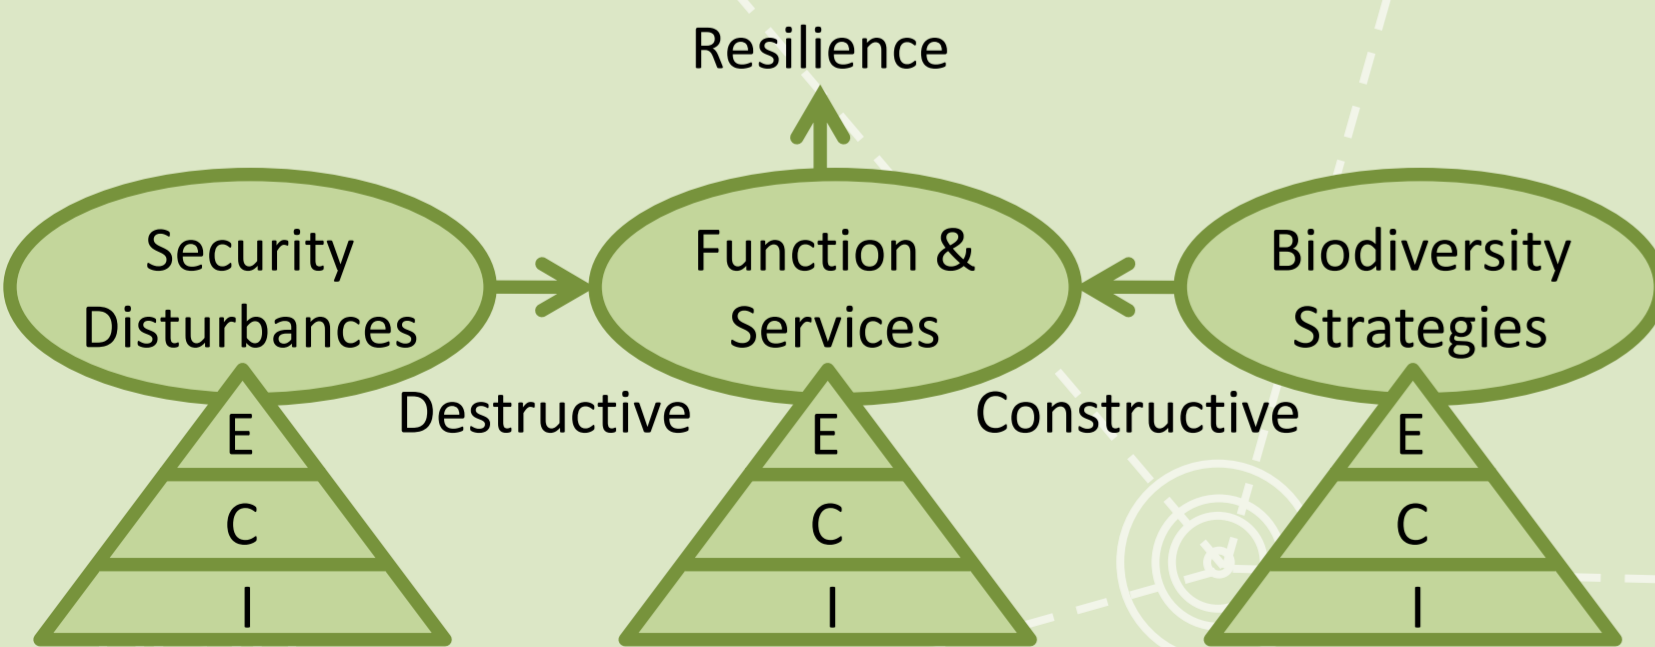 Resilience
Security
Disturbances
Function &
Services
Biodiversity
Strategies
Destructive
Constructive
E
C
I
E
C
I
E
C
I